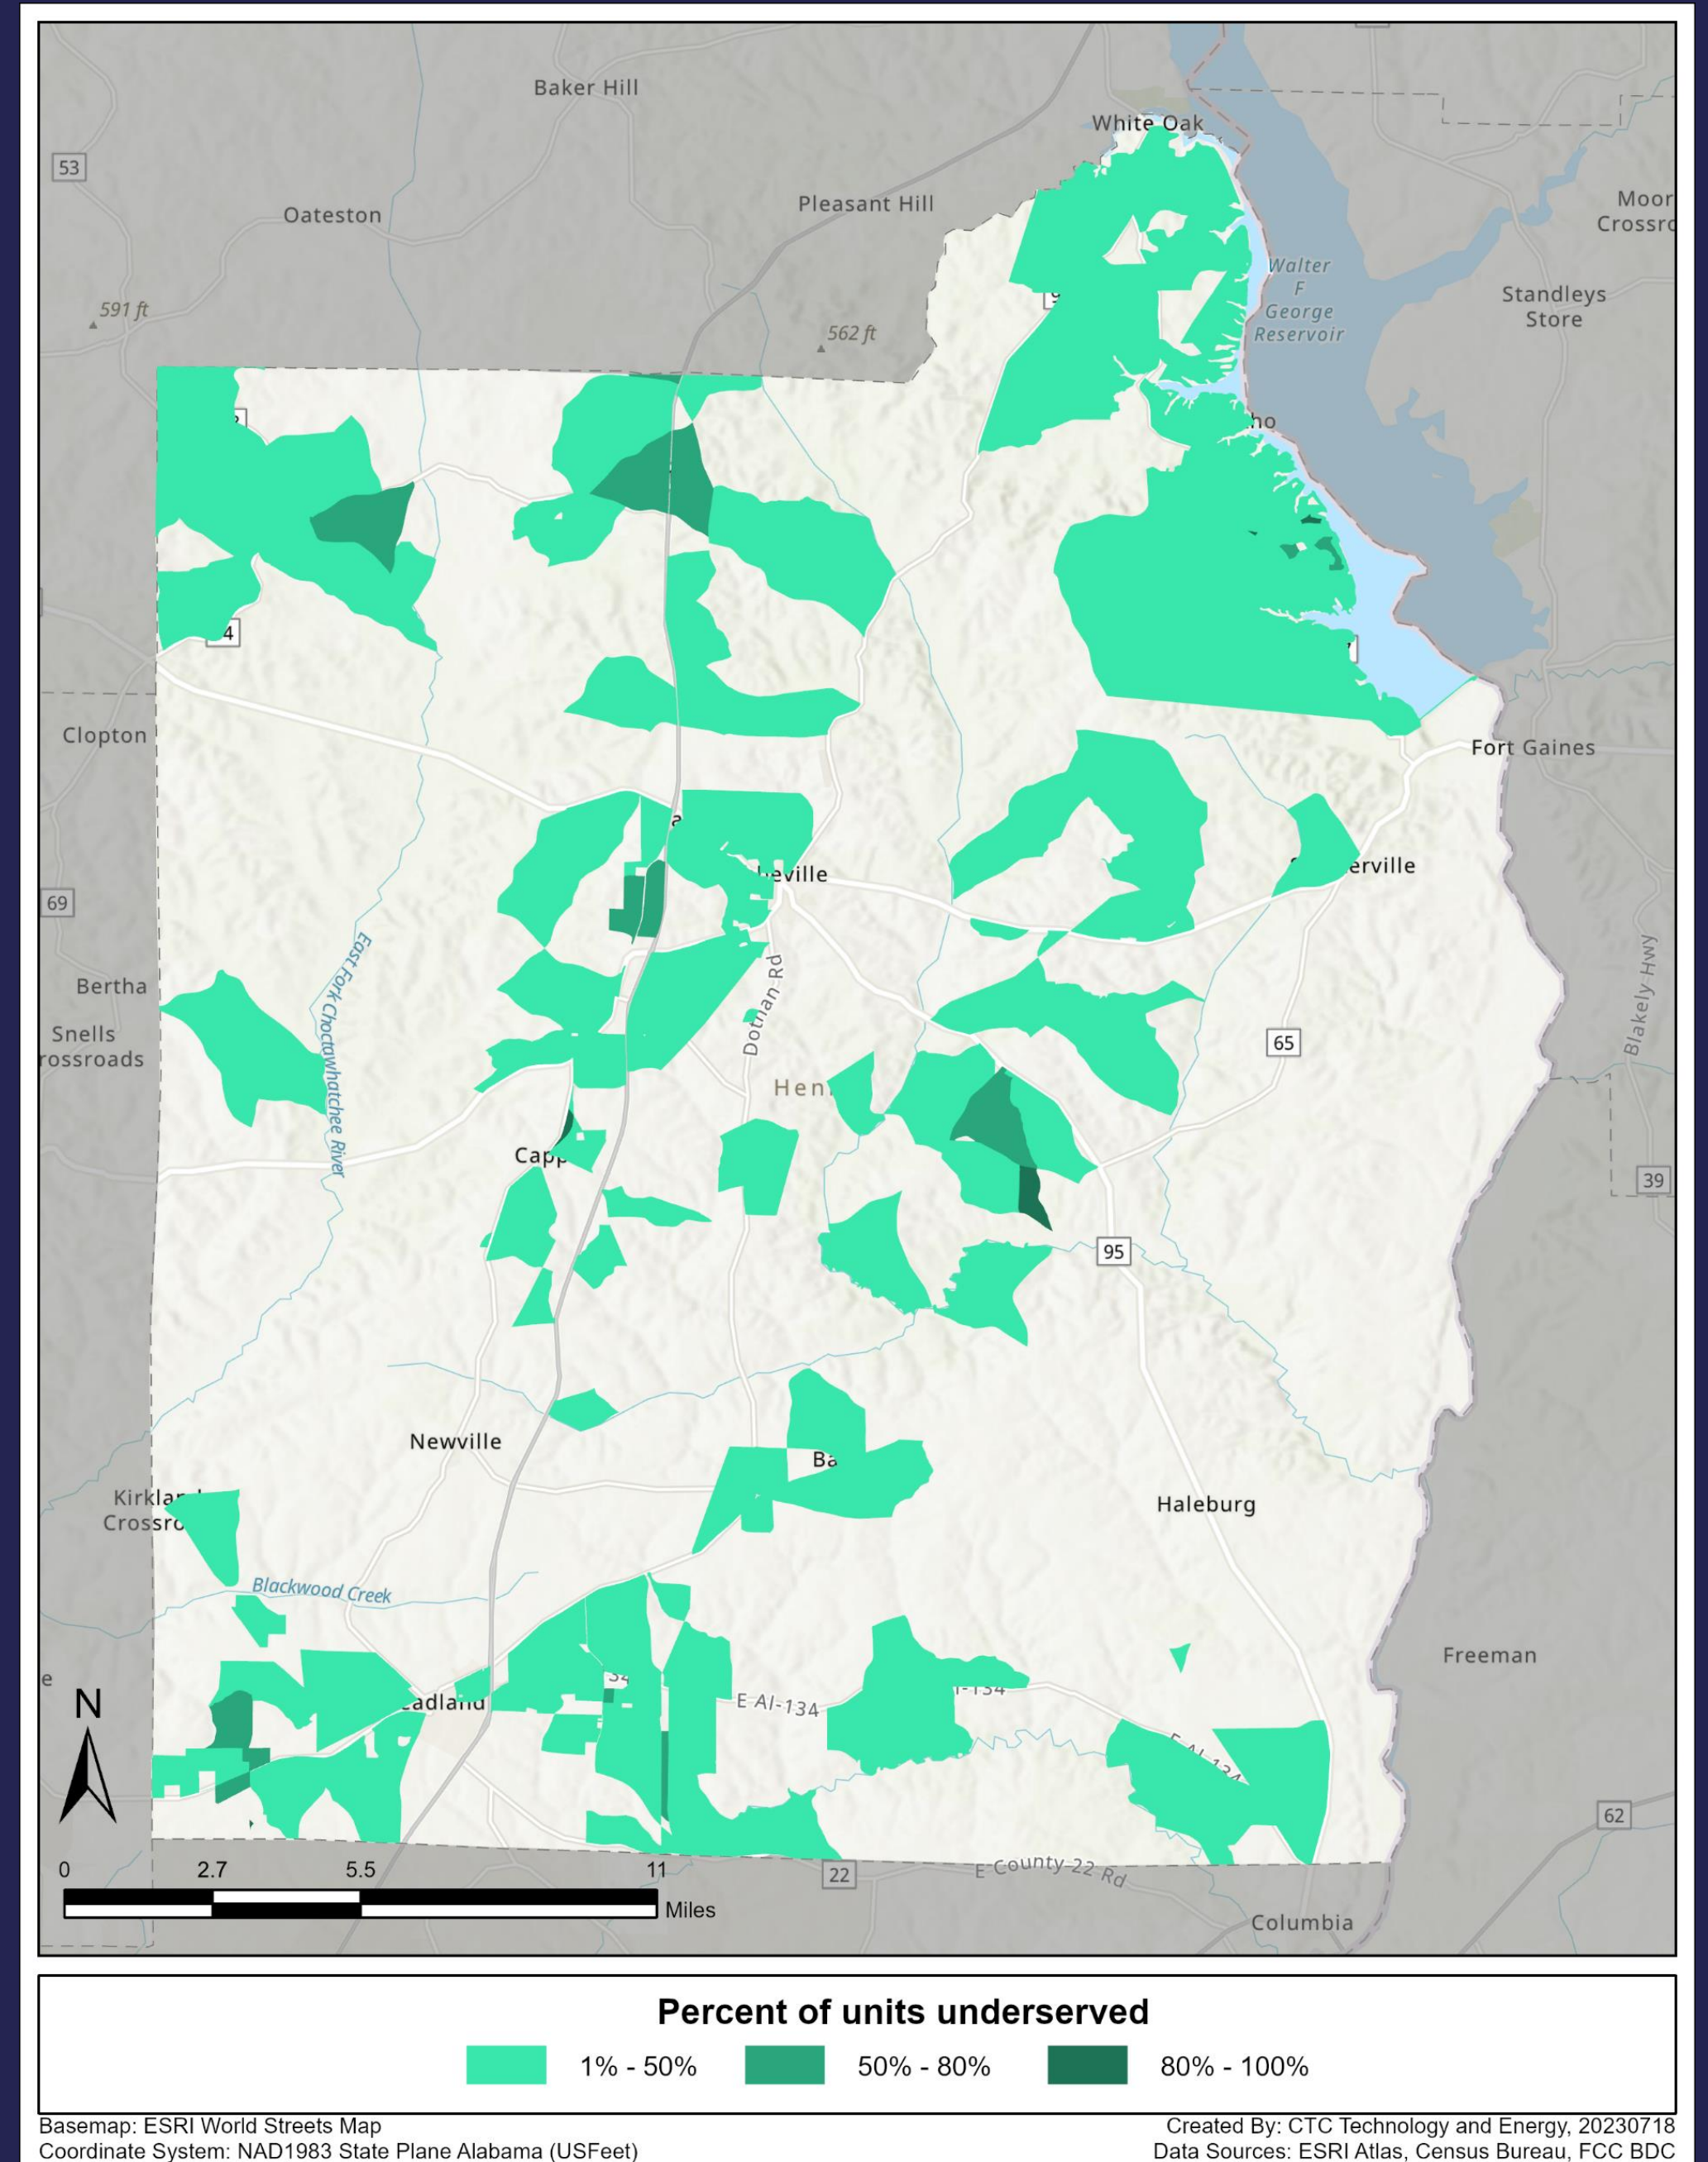 Baker Hill
White Oak
53
Pleasant Hill
Moor
Crossro
Oateston
Walter
F
George
Reservoir
Standleys
Store
591 ft
562 ft
9
ho
4
Clopton
Fort Gaines
a
eville
erville
69
East Fork Choctawhatchee River
Dothan Rd
Blakely Hwy
Bertha
Snells
rossroads
65
Hen
Capp
39
95
Newville
Ba
Kirklan
Crossro
Haleburg
Blackwood Creek
Freeman
e
34
adland
E Al-134
l-134
E Al-134
N
62
0 2.7 5.5 11
Miles
22
E County 22 Rd
Columbia
Percent of units underserved
1% - 50% 50% - 80% 80% - 100%
Basemap: ESRI World Streets Map
Coordinate System: NAD1983 State Plane Alabama (USFeet)
Created By: CTC Technology and Energy, 20230718
Data Sources: ESRI Atlas, Census Bureau, FCC BDC